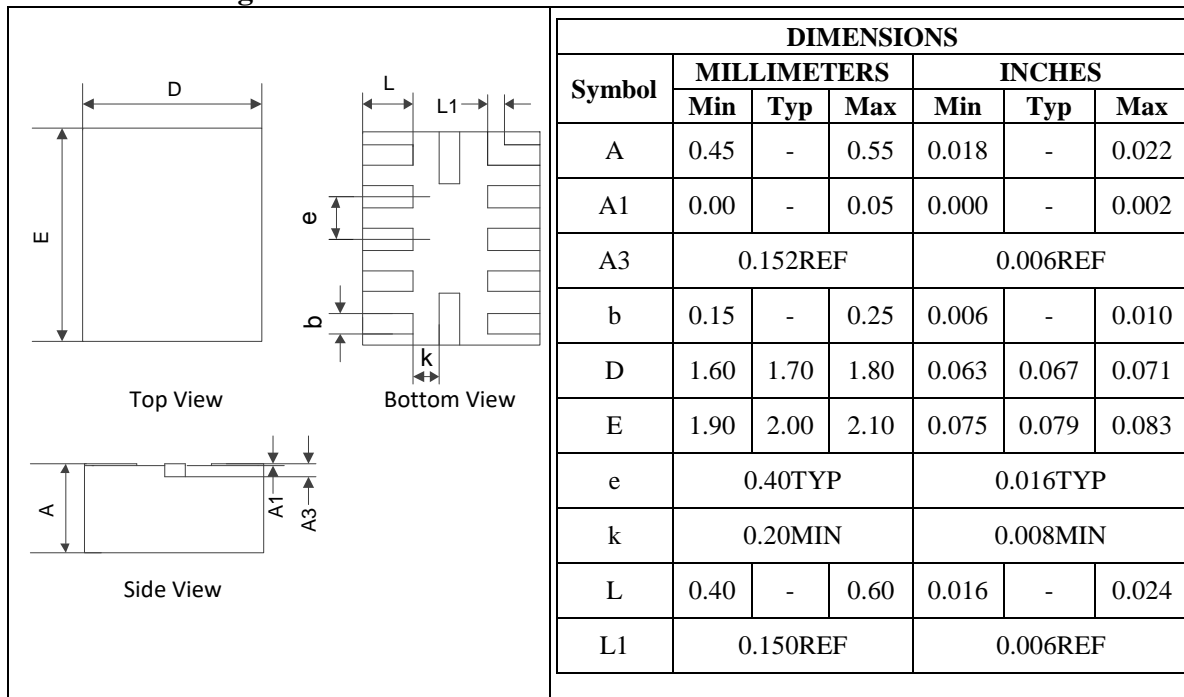 D
E
Top View
L
L1
e
b
k
Bottom View
A
A1
A3
Side View
DIMENSIONS
Symbol MILLIMETERS INCHES
Min Typ Max Min Typ Max
A 0.45 - 0.55 0.018 - 0.022
A1 0.00 - 0.05 0.000 - 0.002
A3 0.152REF 0.006REF
b 0.15 - 0.25 0.006 - 0.010
D 1.60 1.70 1.80 0.063 0.067 0.071
E 1.90 2.00 2.10 0.075 0.079 0.083
e 0.40TYP 0.016TYP
k 0.20MIN 0.008MIN
L 0.40 - 0.60 0.016 - 0.024
L1 0.150REF 0.006REF